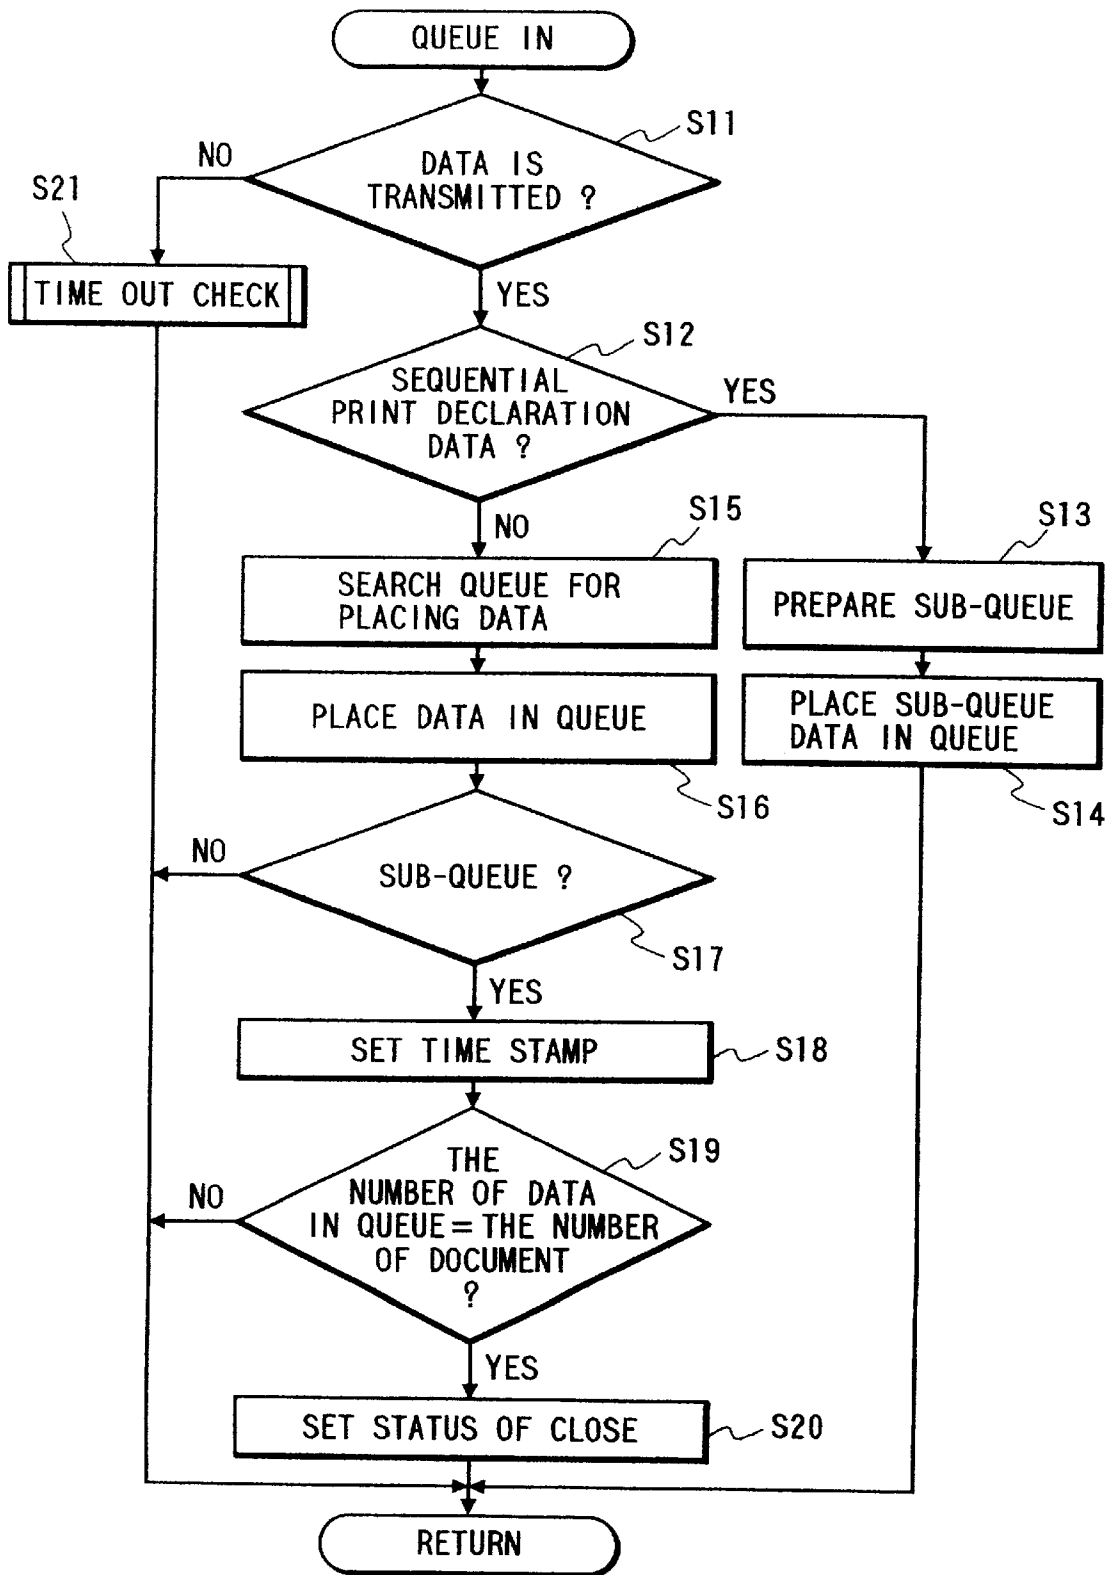 QUEUE IN
S11
DATA IS
TRANSMITTED ?
NO
S21
TIME OUT CHECK
YES
S12
SEQUENTIAL
PRINT DECLARATION
DATA ?
YES
NO
S15
S13
SEARCH QUEUE FOR
PLACING DATA
PREPARE SUB-QUEUE
PLACE DATA IN QUEUE
PLACE SUB-QUEUE
DATA IN QUEUE
S16
S14
NO
SUB-QUEUE ?
S17
YES
SET TIME STAMP
S18
S19
THE
NUMBER OF DATA
IN QUEUE = THE NUMBER
OF DOCUMENT
?
NO
YES
SET STATUS OF CLOSE
S20
RETURN